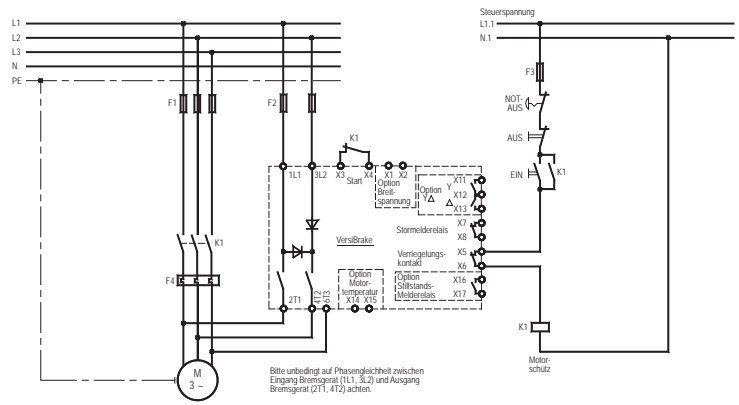 Steuerspannung
L1
L1.1
L2
N.1
L3
N
PE
F1
F2
F3
NOT-
AUS
AUS
EIN
K1
K1
1L1
3L2
X3
Start
X4
X1
X2
Option
Breit-
spannung
Option
Y△
Y
△
X11
X12
X13
X7
X8
Störmelderelais
VersiBrake
Verriegelungs-
kontakt
X5
X6
K1
F4
Option
Motor-
temperatur
X14
X15
Option
Stillstands-
Melderelais
X16
X17
2T1
4T2
6T3
K1
Motor-
schütz
M
3 ~
Bitte unbedingt auf Phasengleichheit zwischen
Eingang Bremsgerät (1L1, 3L2) und Ausgang
Bremsgerät (2T1, 4T2) achten.